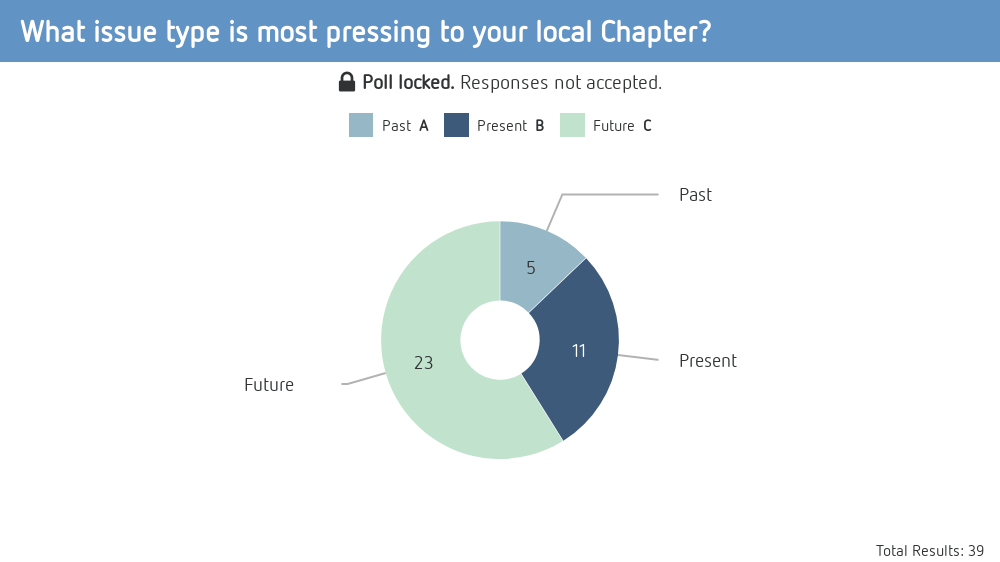 What issue type is most pressing to your local Chapter?
Poll locked. Responses not accepted.
Past A Present B Future C
Past
5
11
Present
23
Future
Total Results: 39